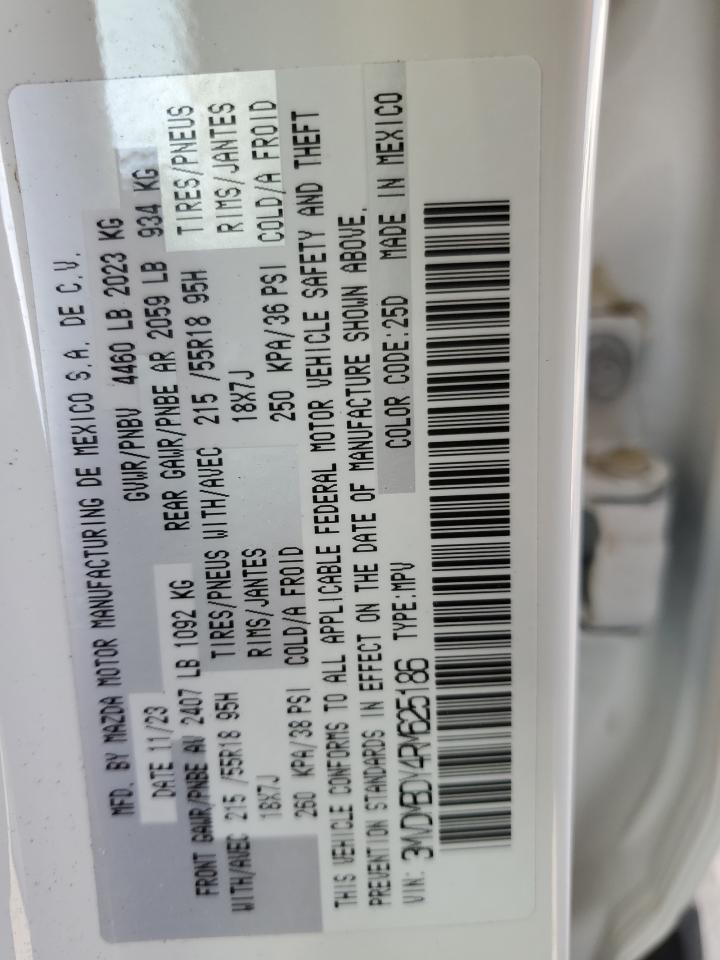 MFD. BY MAZDA MOTOR MANUFACTURING DE MEXICO S.A. DE C.V.
DATE 11/23 GVWR/PNBV 4460 LB 2023 KG
FRONT GAWR/PNBE AV 2407 LB 1092 KG REAR GAWR/PNBE AR 2059 LB 934 KG
WITH/AVEC 215 /55R18 95H TIRES/PNEUS WITH/AVEC 215 /55R18 95H TIRES/PNEUS
18X7J RIMS/JANTES 18X7J RIMS/JANTES
260 KPA/38 PSI COLD/A FROID 250 KPA/36 PSI COLD/A FROID
THIS VEHICLE CONFORMS TO ALL APPLICABLE FEDERAL MOTOR VEHICLE SAFETY AND THEFT
PREVENTION STANDARDS IN EFFECT ON THE DATE OF MANUFACTURE SHOWN ABOVE.
VIN: 3MVDMBDY4RM625186 TYPE:MPV COLOR CODE:25D MADE IN MEXICO